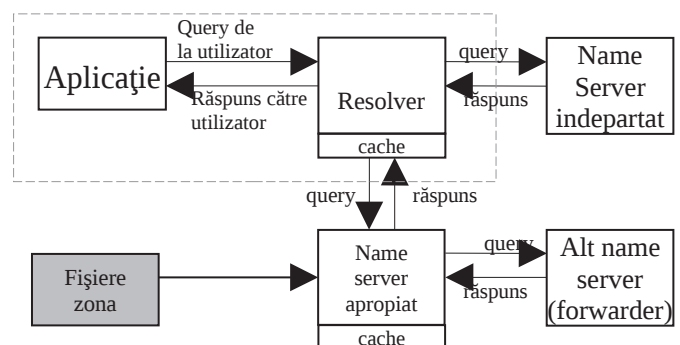 Query de
la utilizator
Aplicaţie
Răspuns către
utilizator
Resolver
cache
query
răspuns
Name
Server
indepartat
query
răspuns
Fişiere
zona
Name
server
apropiat
cache
query
răspuns
Alt name
server
(forwarder)